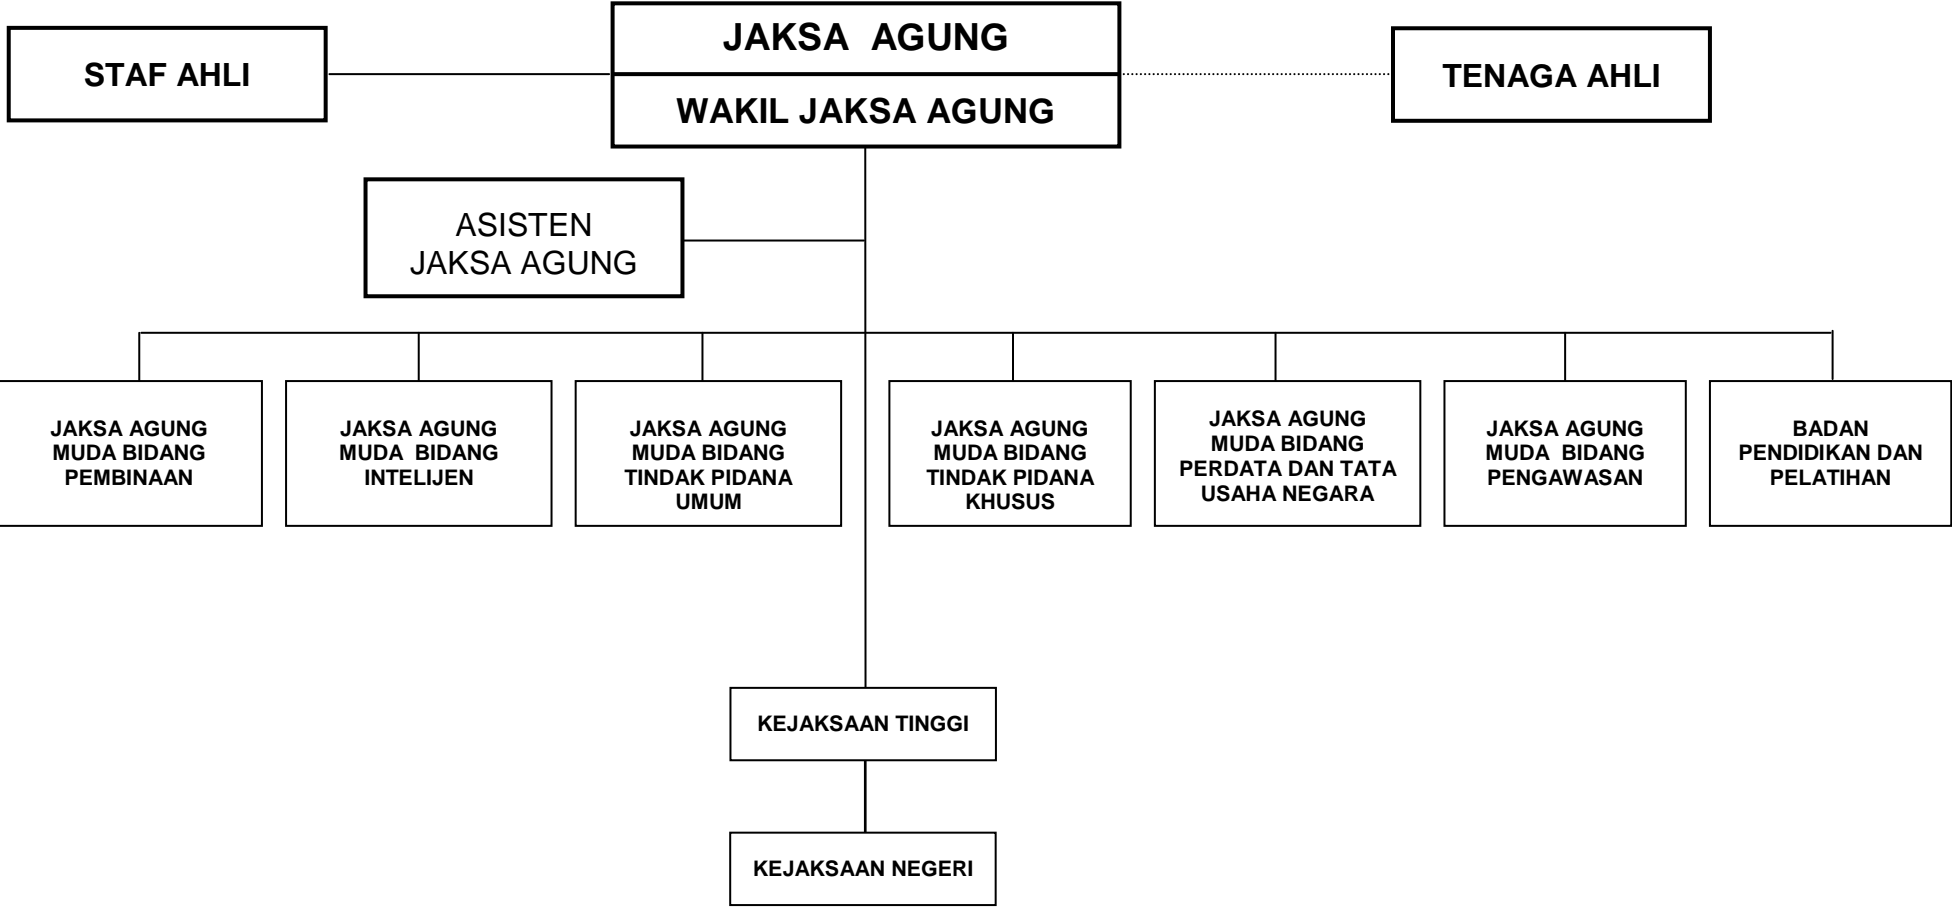 JAKSA AGUNG
STAF AHLI
TENAGA AHLI
WAKIL JAKSA AGUNG
ASISTEN
JAKSA AGUNG
JAKSA AGUNG
MUDA BIDANG
PEMBINAAN
JAKSA AGUNG
MUDA BIDANG
INTELIJEN
JAKSA AGUNG
MUDA BIDANG
TINDAK PIDANA
UMUM
JAKSA AGUNG
MUDA BIDANG
TINDAK PIDANA
KHUSUS
JAKSA AGUNG
MUDA BIDANG
PERDATA DAN TATA
USAHA NEGARA
JAKSA AGUNG
MUDA BIDANG
PENGAWASAN
BADAN
PENDIDIKAN DAN
PELATIHAN
KEJAKSAAN TINGGI
KEJAKSAAN NEGERI